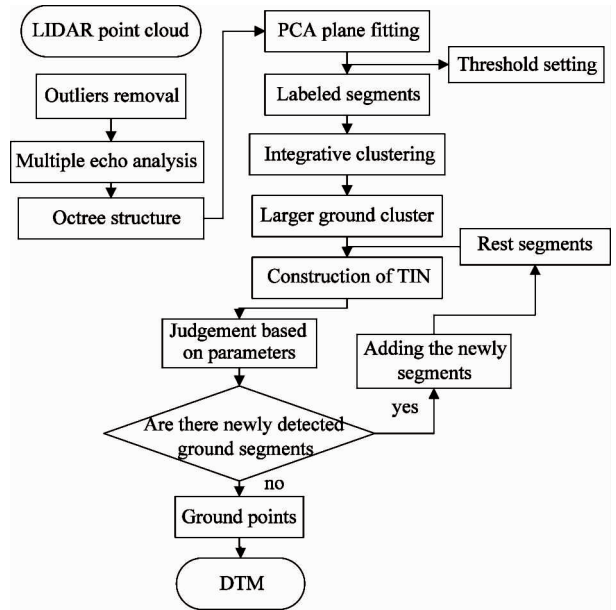 LIDAR point cloud
Outliers removal
Multiple echo analysis
Octree structure
PCA plane fitting
Threshold setting
Labeled segments
Integrative clustering
Larger ground cluster
Rest segments
Construction of TIN
Judgement based
on parameters
Adding the newly
segments
yes
Are there newly detected
ground segments
no
Ground points
DTM